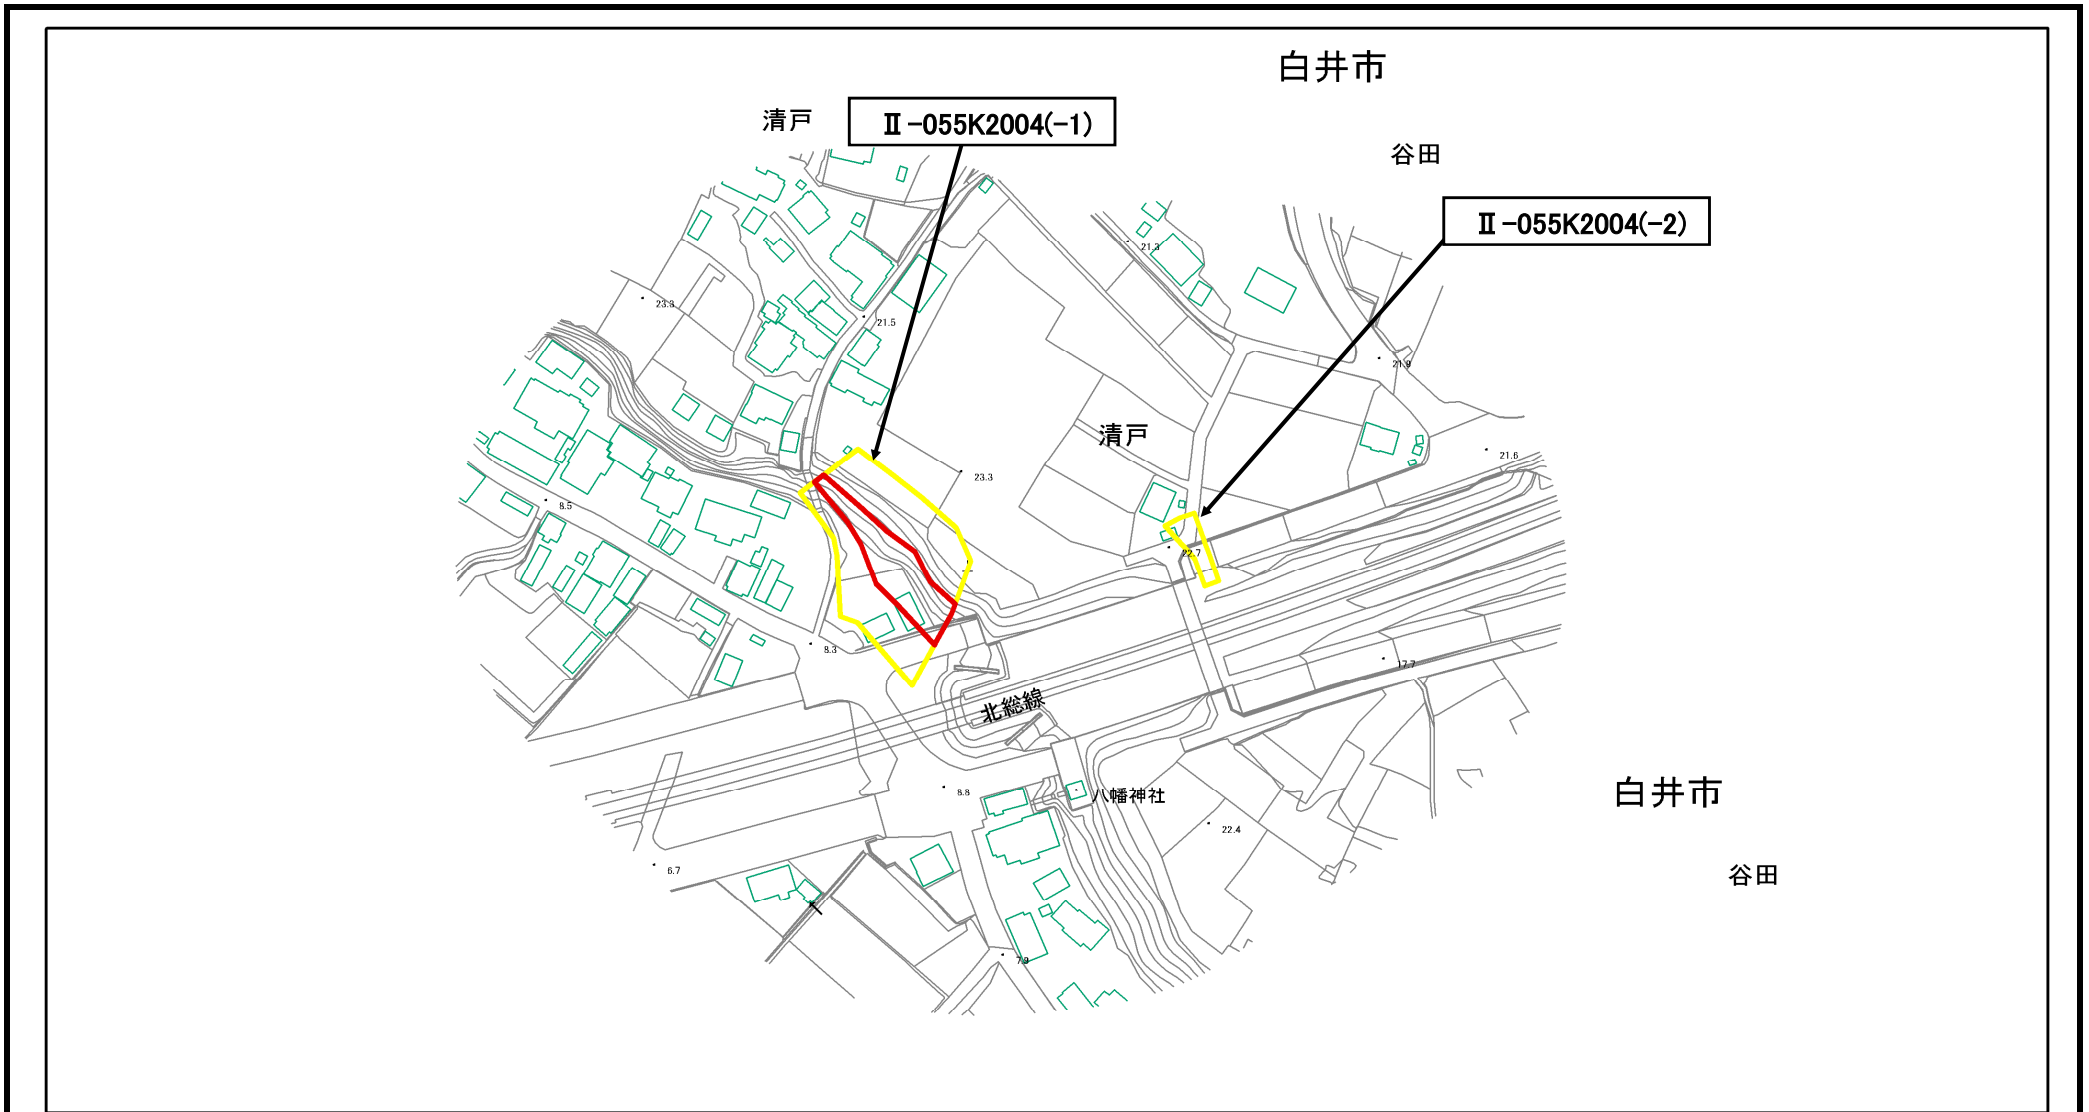 白井市
清戸
Ⅱ-055K2004(-1)
谷田
Ⅱ-055K2004(-2)
21.3
23.3
21.5
21.9
清戸
21.6
23.3
8.5
22.7
8.3
17.7
北総線
8.8
八幡神社
白井市
22.4
6.7
谷田
7.9